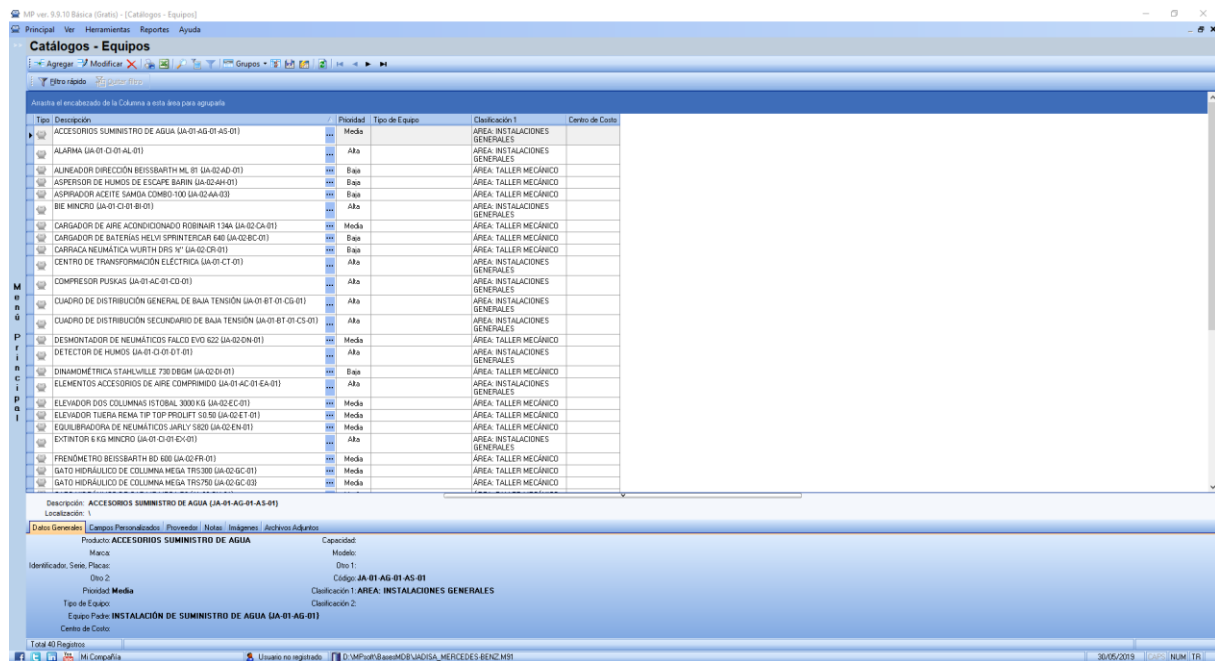 MP ver. 9.9.10 Básica (Gratis) - [Catálogos - Equipos]
Principal Ver Herramientas Reportes Ayuda
Catálogos - Equipos
Agregar Modificar Grupos
Filtro rápido Quitar filtro
Arrastra el encabezado de la Columna a esta área para agruparla
Tipo Descripción Prioridad Tipo de Equipo Clasificación 1 Centro de Costo
ACCESORIOS SUMINISTRO DE AGUA {JA-01-AG-01-AS-01} Media AREA: INSTALACIONES
GENERALES
ALARMA {JA-01-CI-01-AL-01} Alta AREA: INSTALACIONES
GENERALES
ALINEADOR DIRECCIÓN BEISSBARTH ML 81 {JA-02-AD-01} Baja ÁREA: TALLER MECÁNICO
ASPERSOR DE HUMOS DE ESCAPE BARIN {JA-02-AH-01} Baja ÁREA: TALLER MECÁNICO
ASPIRADOR ACEITE SAMOA COMBO-100 {JA-02-AA-03} Baja ÁREA: TALLER MECÁNICO
BIE MINCRO {JA-01-CI-01-BI-01} Alta AREA: INSTALACIONES
GENERALES
CARGADOR DE AIRE ACONDICIONADO ROBINAIR 134A {JA-02-CA-01} Media ÁREA: TALLER MECÁNICO
CARGADOR DE BATERÍAS HELVI SPRINTERCAR 640 {JA-02-BC-01} Baja ÁREA: TALLER MECÁNICO
CARRACA NEUMÁTICA WURTH DRS ½" {JA-02-CR-01} Baja ÁREA: TALLER MECÁNICO
CENTRO DE TRANSFORMACIÓN ELÉCTRICA {JA-01-CT-01} Alta AREA: INSTALACIONES
GENERALES
COMPRESOR PUSKAS {JA-01-AC-01-CO-01} Alta AREA: INSTALACIONES
GENERALES
CUADRO DE DISTRIBUCIÓN GENERAL DE BAJA TENSIÓN {JA-01-BT-01-CG-01} Alta AREA: INSTALACIONES
GENERALES
CUADRO DE DISTRIBUCIÓN SECUNDARIO DE BAJA TENSIÓN {JA-01-BT-01-CS-01} Alta AREA: INSTALACIONES
GENERALES
DESMONTADOR DE NEUMÁTICOS FALCO EVO 622 {JA-02-DN-01} Media ÁREA: TALLER MECÁNICO
DETECTOR DE HUMOS {JA-01-CI-01-DT-01} Alta AREA: INSTALACIONES
GENERALES
DINAMOMÉTRICA STAHLWILLE 730 DBGM {JA-02-DI-01} Baja ÁREA: TALLER MECÁNICO
ELEMENTOS ACCESORIOS DE AIRE COMPRIMIDO {JA-01-AC-01-EA-01} Alta AREA: INSTALACIONES
GENERALES
ELEVADOR DOS COLUMNAS ISTOBAL 3000 KG {JA-02-EC-01} Media ÁREA: TALLER MECÁNICO
ELEVADOR TIJERA REMA TIP TOP PROLIFT S0.50 {JA-02-ET-01} Media ÁREA: TALLER MECÁNICO
EQUILIBRADORA DE NEUMÁTICOS JARLY S820 {JA-02-EN-01} Media ÁREA: TALLER MECÁNICO
EXTINTOR 6 KG MINCRO {JA-01-CI-01-EX-01} Alta AREA: INSTALACIONES
GENERALES
FRENÓMETRO BEISSBARTH BD 600 {JA-02-FR-01} Media ÁREA: TALLER MECÁNICO
GATO HIDRÁULICO DE COLUMNA MEGA TRS300 {JA-02-GC-01} Media ÁREA: TALLER MECÁNICO
GATO HIDRÁULICO DE COLUMNA MEGA TRS750 {JA-02-GC-03} Media ÁREA: TALLER MECÁNICO
Menú Principal
Descripción: ACCESORIOS SUMINISTRO DE AGUA {JA-01-AG-01-AS-01}
Localización: \
Datos Generales Campos Personalizados Proveedor Notas Imágenes Archivos Adjuntos
Producto: ACCESORIOS SUMINISTRO DE AGUA Capacidad:
Marca: Modelo:
Identificador, Serie, Placas: Otro 1:
Otro 2: Código: JA-01-AG-01-AS-01
Prioridad: Media Clasificación 1: AREA: INSTALACIONES GENERALES
Tipo de Equipo: Clasificación 2:
Equipo Padre: INSTALACIÓN DE SUMINISTRO DE AGUA {JA-01-AG-01}
Centro de Costo:
Total 40 Registros
Mi Compañía Usuario no registrado D:\MPsoft\BasesMDB\JADISA_MERCEDES-BENZ.M91 30/05/2019 CAPS NUM TR